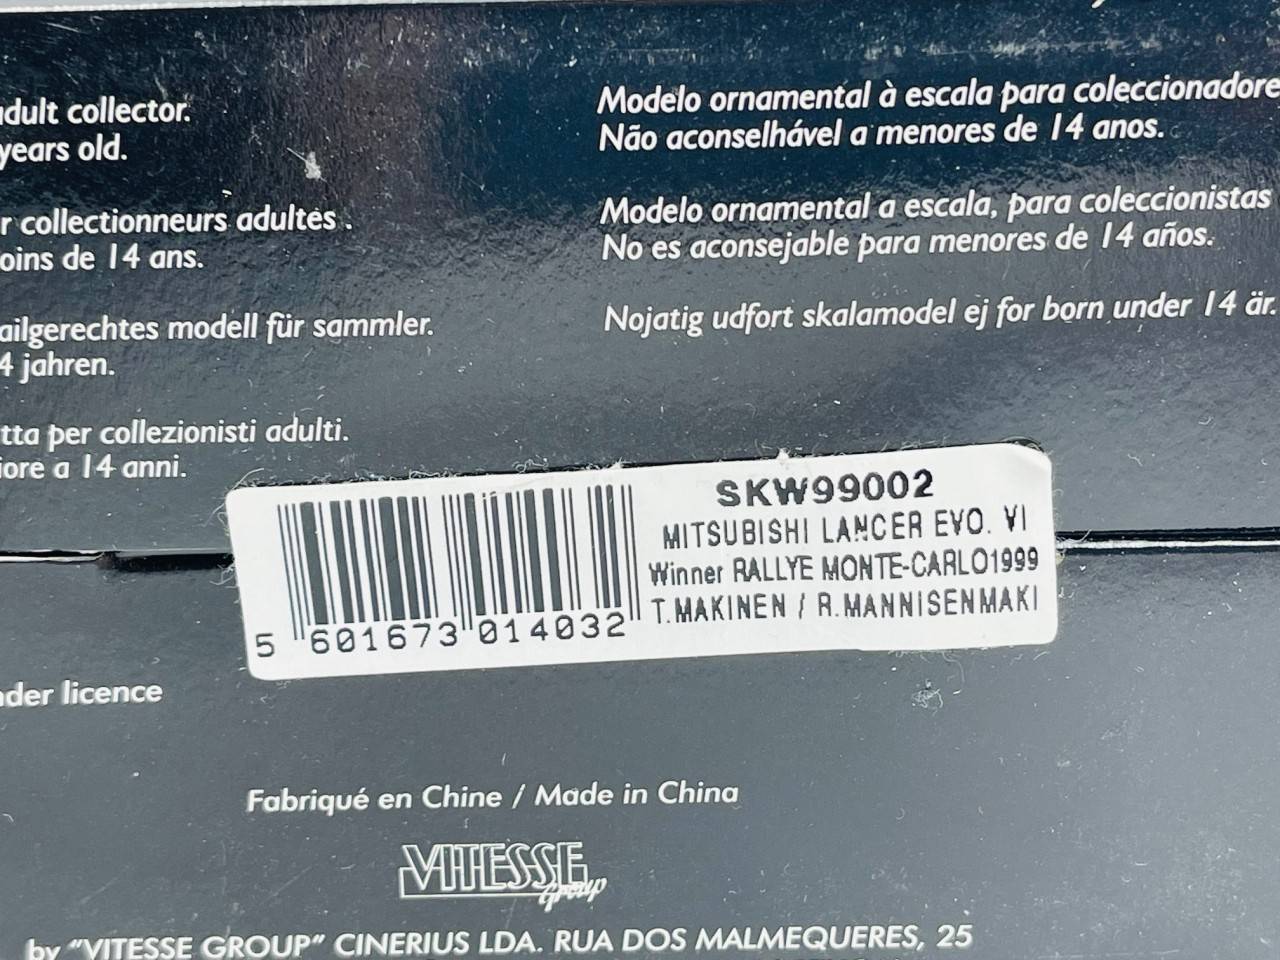 adult collector.
years old.
r collectionneurs adultes .
oins de 14 ans.
ailgerechtes modell für sammler.
4 jahren.
tta per collezionisti adulti.
iore a 14 anni.
Modelo ornamental à escala para coleccionadore
Não aconselhável a menores de 14 anos.
Modelo ornamental a escala, para coleccionistas
No es aconsejable para menores de 14 años.
Nojatig udfort skalamodel ej for born under 14 är.
SKW99002
MITSUBISHI LANCER EVO. VI
Winner RALLYE MONTE-CARLO1999
T.MAKINEN / R.MANNISENMAKI
5 601673 014032
nder licence
Fabriqué en Chine / Made in China
VITESSE
Group
by "VITESSE GROUP" CINERIUS LDA. RUA DOS MALMEQUERES, 25